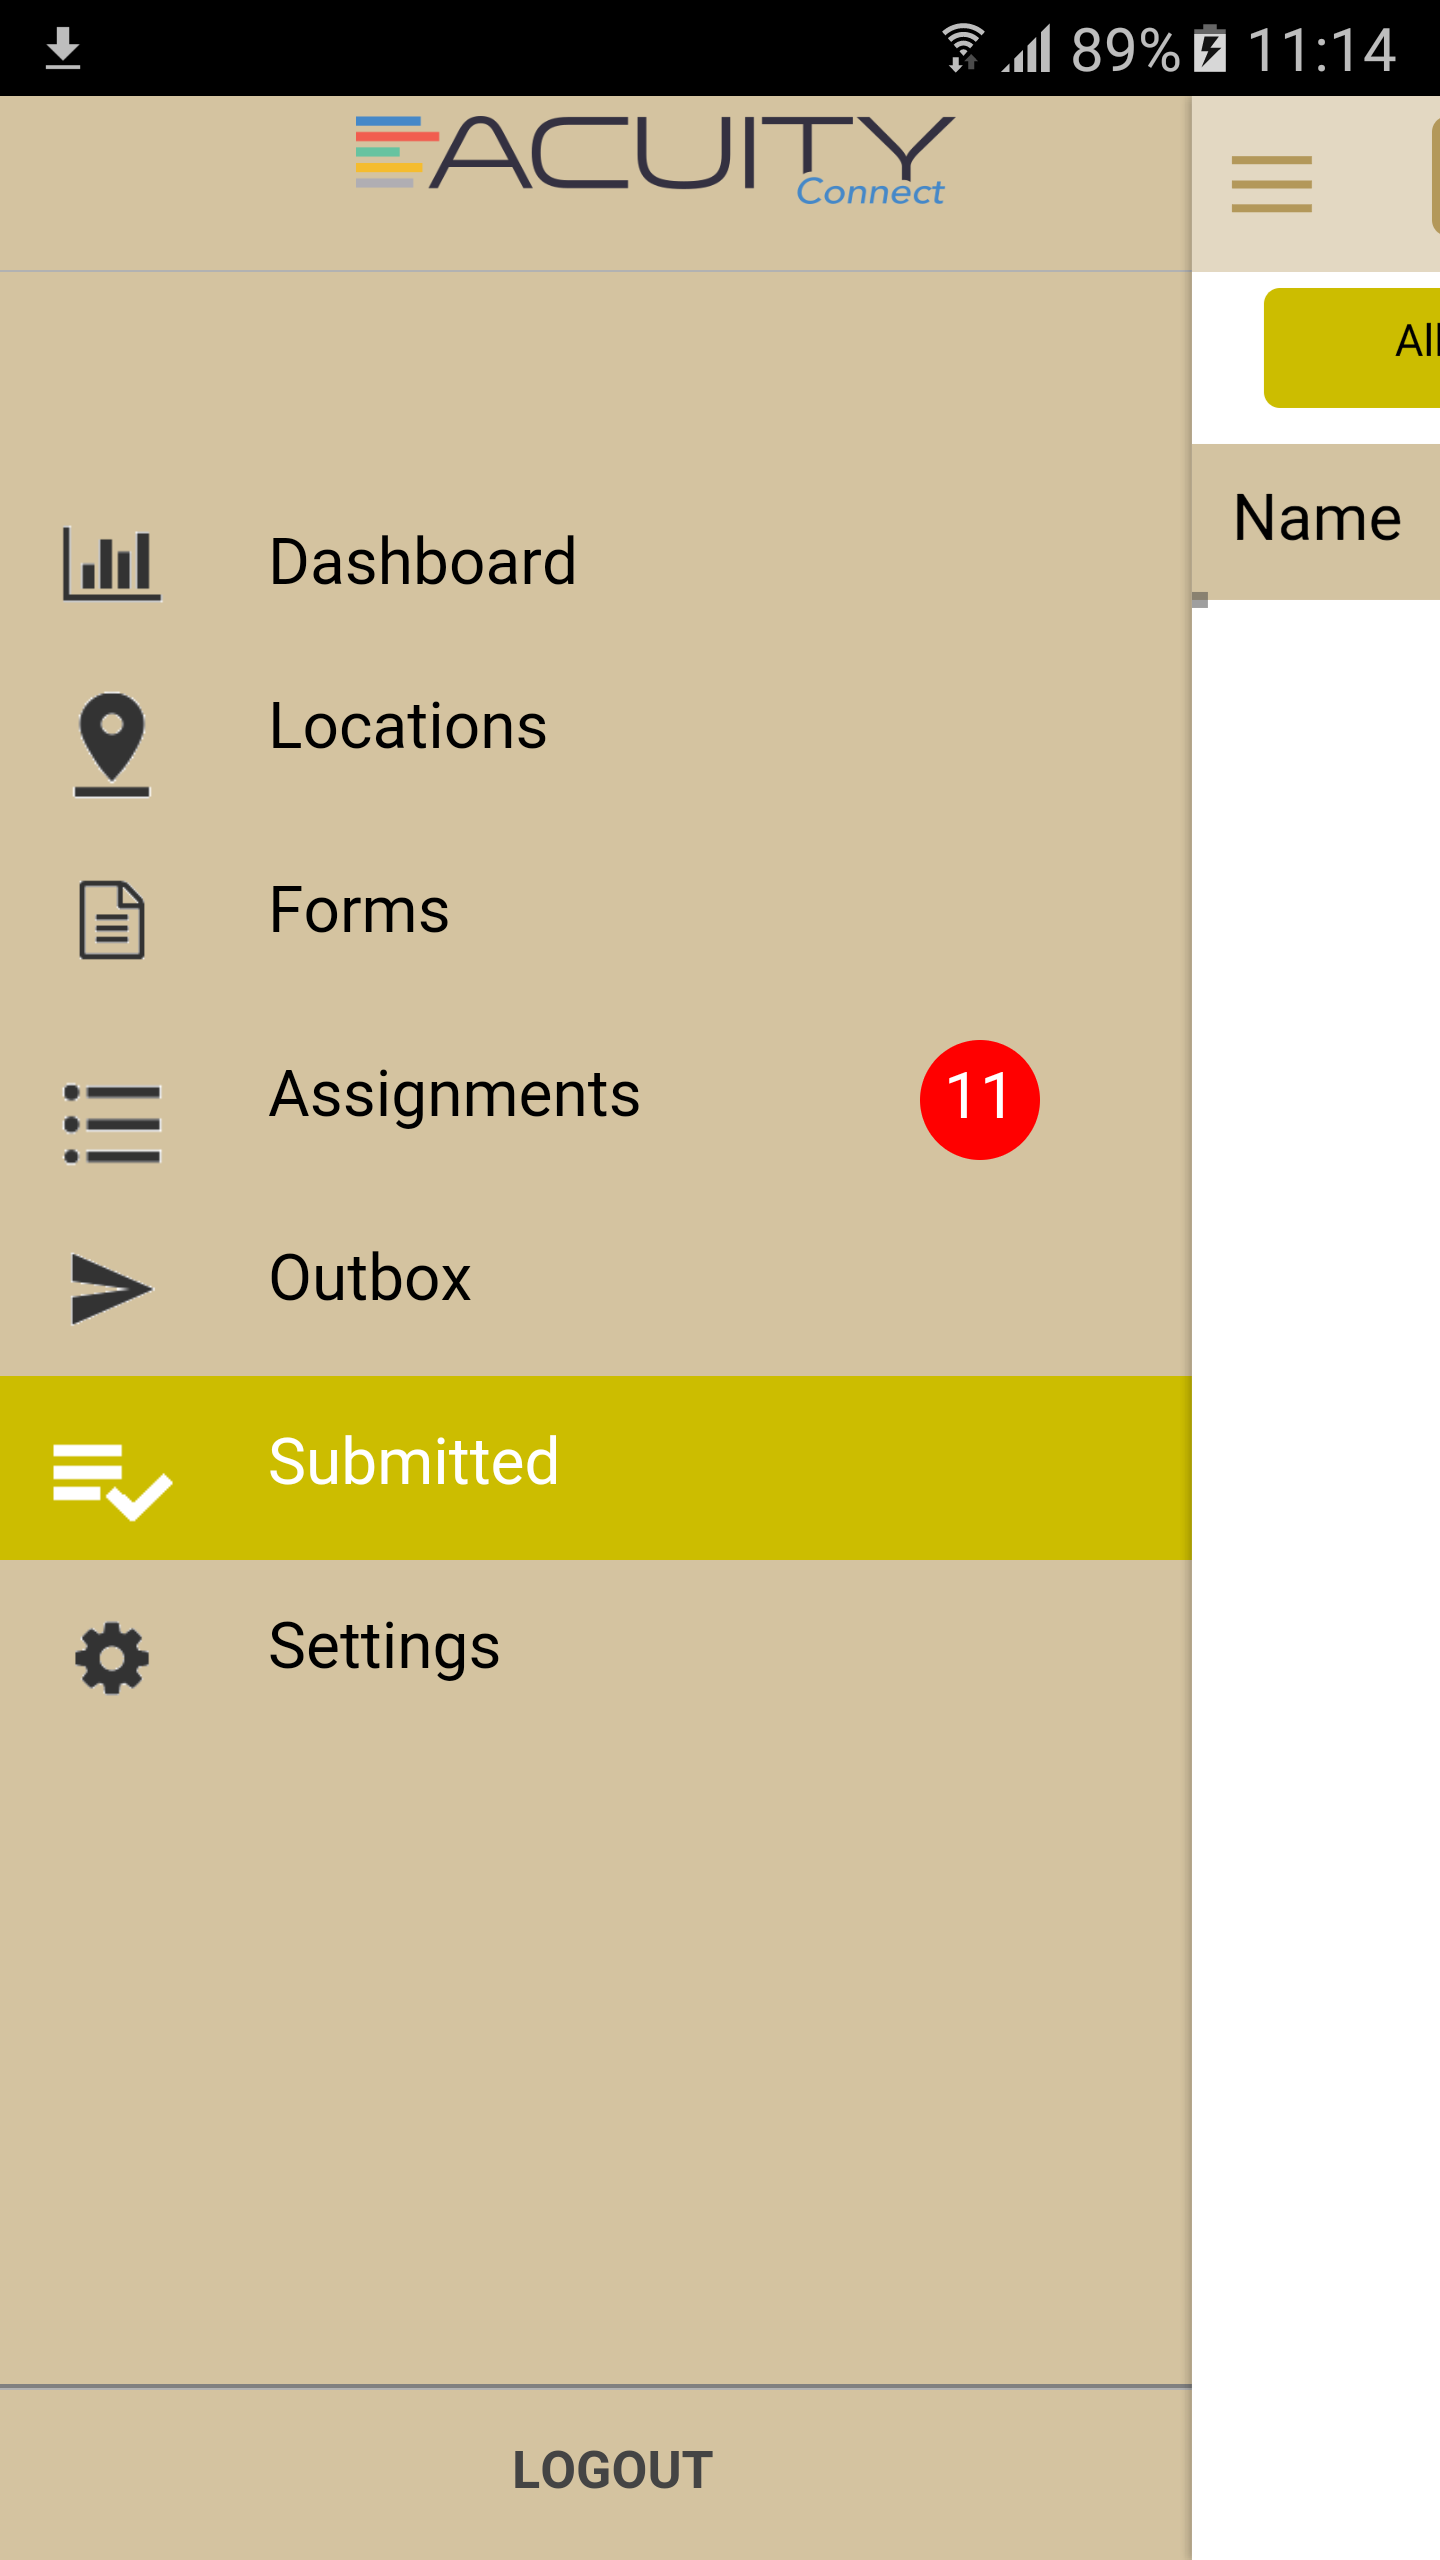 89% 11:14
ACUITY
Connect
All
Name
Dashboard
Locations
Forms
Assignments 11
Outbox
Submitted
Settings
LOGOUT